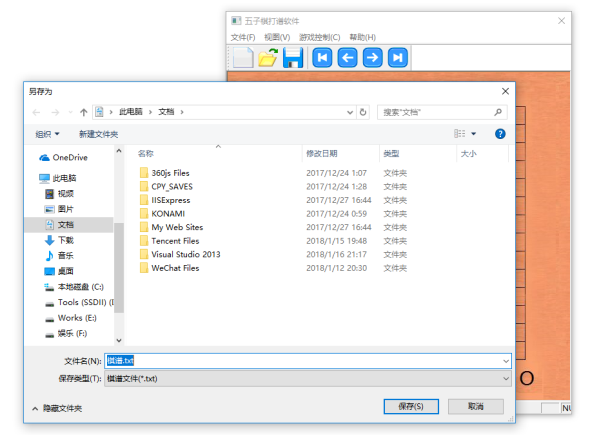 五子棋打谱软件
文件(F) 视图(V) 游戏控制(C) 帮助(H)
另存为
此电脑 › 文档 ›
搜索"文档"
组织 新建文件夹
名称 修改日期 类型 大小
OneDrive
此电脑
视频
图片
文档
下载
音乐
桌面
本地磁盘 (C:)
Tools (SSDII) (I
Works (E:)
娱乐 (F:)
360js Files 2017/12/24 1:07 文件夹
CPY_SAVES 2017/12/24 1:28 文件夹
IISExpress 2017/12/27 16:44 文件夹
KONAMI 2017/12/24 0:59 文件夹
My Web Sites 2017/12/27 16:44 文件夹
Tencent Files 2018/1/15 19:48 文件夹
Visual Studio 2013 2018/1/16 21:17 文件夹
WeChat Files 2018/1/12 20:30 文件夹
文件名(N): 棋谱.txt
保存类型(T): 棋谱文件(*.txt)
隐藏文件夹
保存(S) 取消
O